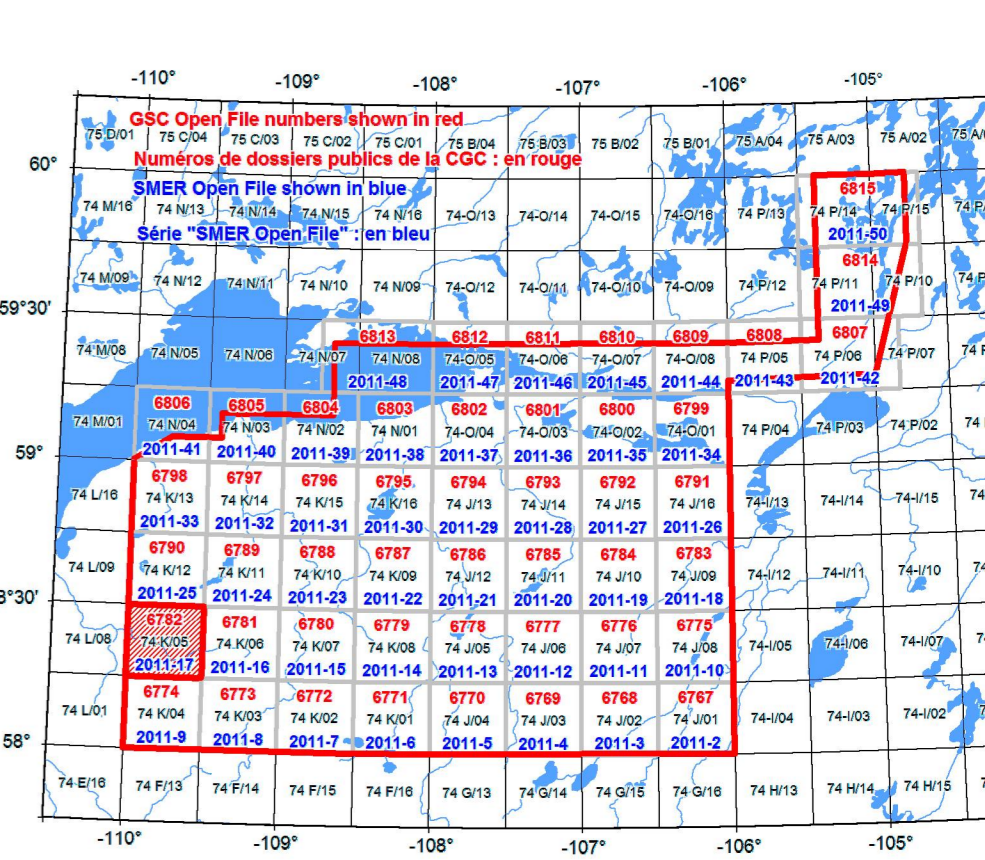 -110° -109° -108° -107° -106° -105°
GSC Open File numbers shown in red
75 D/01 75 C/04 75 C/03 75 C/02 75 C/01 75 B/04 75 B/03 75 B/02 75 B/01 75 A/04 75 A/03 75 A/02 75 A/
Numéros de dossiers publics de la CGC : en rouge
60°
SMER Open File shown in blue
6815
74 M/16 74 N/13 74 N/14 74 N/15 74 N/16 74-O/13 74-O/14 74-O/15 74-O/16 74 P/13 74 P/14 74 P/15 74 P/
Série "SMER Open File" : en bleu
2011-50
6814
74 M/09 74 N/12 74 N/11 74 N/10 74 N/09 74-O/12 74-O/11 74-O/10 74-O/09 74 P/12 74 P/11 74 P/10 74 P
59°30'
2011-49
6813 6812 6811 6810 6809 6808 6807
74 M/08 74 N/05 74 N/06 74 N/07 74 N/08 74-O/05 74-O/06 74-O/07 74-O/08 74 P/05 74 P/06 74 P/07 74 P
2011-48 2011-47 2011-46 2011-45 2011-44 2011-43 2011-42
6806 6805 6804 6803 6802 6801 6800 6799
74 M/01 74 N/04 74 N/03 74 N/02 74 N/01 74-O/04 74-O/03 74-O/02 74-O/01 74 P/04 74 P/03 74 P/02 74
59°
2011-41 2011-40 2011-39 2011-38 2011-37 2011-36 2011-35 2011-34
6798 6797 6796 6795 6794 6793 6792 6791
74 L/16 74 K/13 74 K/14 74 K/15 74 K/16 74 J/13 74 J/14 74 J/15 74 J/16 74-I/13 74-I/14 74-I/15 74
2011-33 2011-32 2011-31 2011-30 2011-29 2011-28 2011-27 2011-26
6790 6789 6788 6787 6786 6785 6784 6783
74 L/09 74 K/12 74 K/11 74 K/10 74 K/09 74 J/12 74 J/11 74 J/10 74 J/09 74-I/12 74-I/11 74-I/10 74
8°30'
2011-25 2011-24 2011-23 2011-22 2011-21 2011-20 2011-19 2011-18
6782 6781 6780 6779 6778 6777 6776 6775
74 L/08 74 K/05 74 K/06 74 K/07 74 K/08 74 J/05 74 J/06 74 J/07 74 J/08 74-I/05 74-I/06 74-I/07 74
2011-17 2011-16 2011-15 2011-14 2011-13 2011-12 2011-11 2011-10
6774 6773 6772 6771 6770 6769 6768 6767
74 L/01 74 K/04 74 K/03 74 K/02 74 K/01 74 J/04 74 J/03 74 J/02 74 J/01 74-I/04 74-I/03 74-I/02 74
58°
2011-9 2011-8 2011-7 2011-6 2011-5 2011-4 2011-3 2011-2
74 E/16 74 F/13 74 F/14 74 F/15 74 F/16 74 G/13 74 G/14 74 G/15 74 G/16 74 H/13 74 H/14 74 H/15 74
-110° -109° -108° -107° -106° -105°